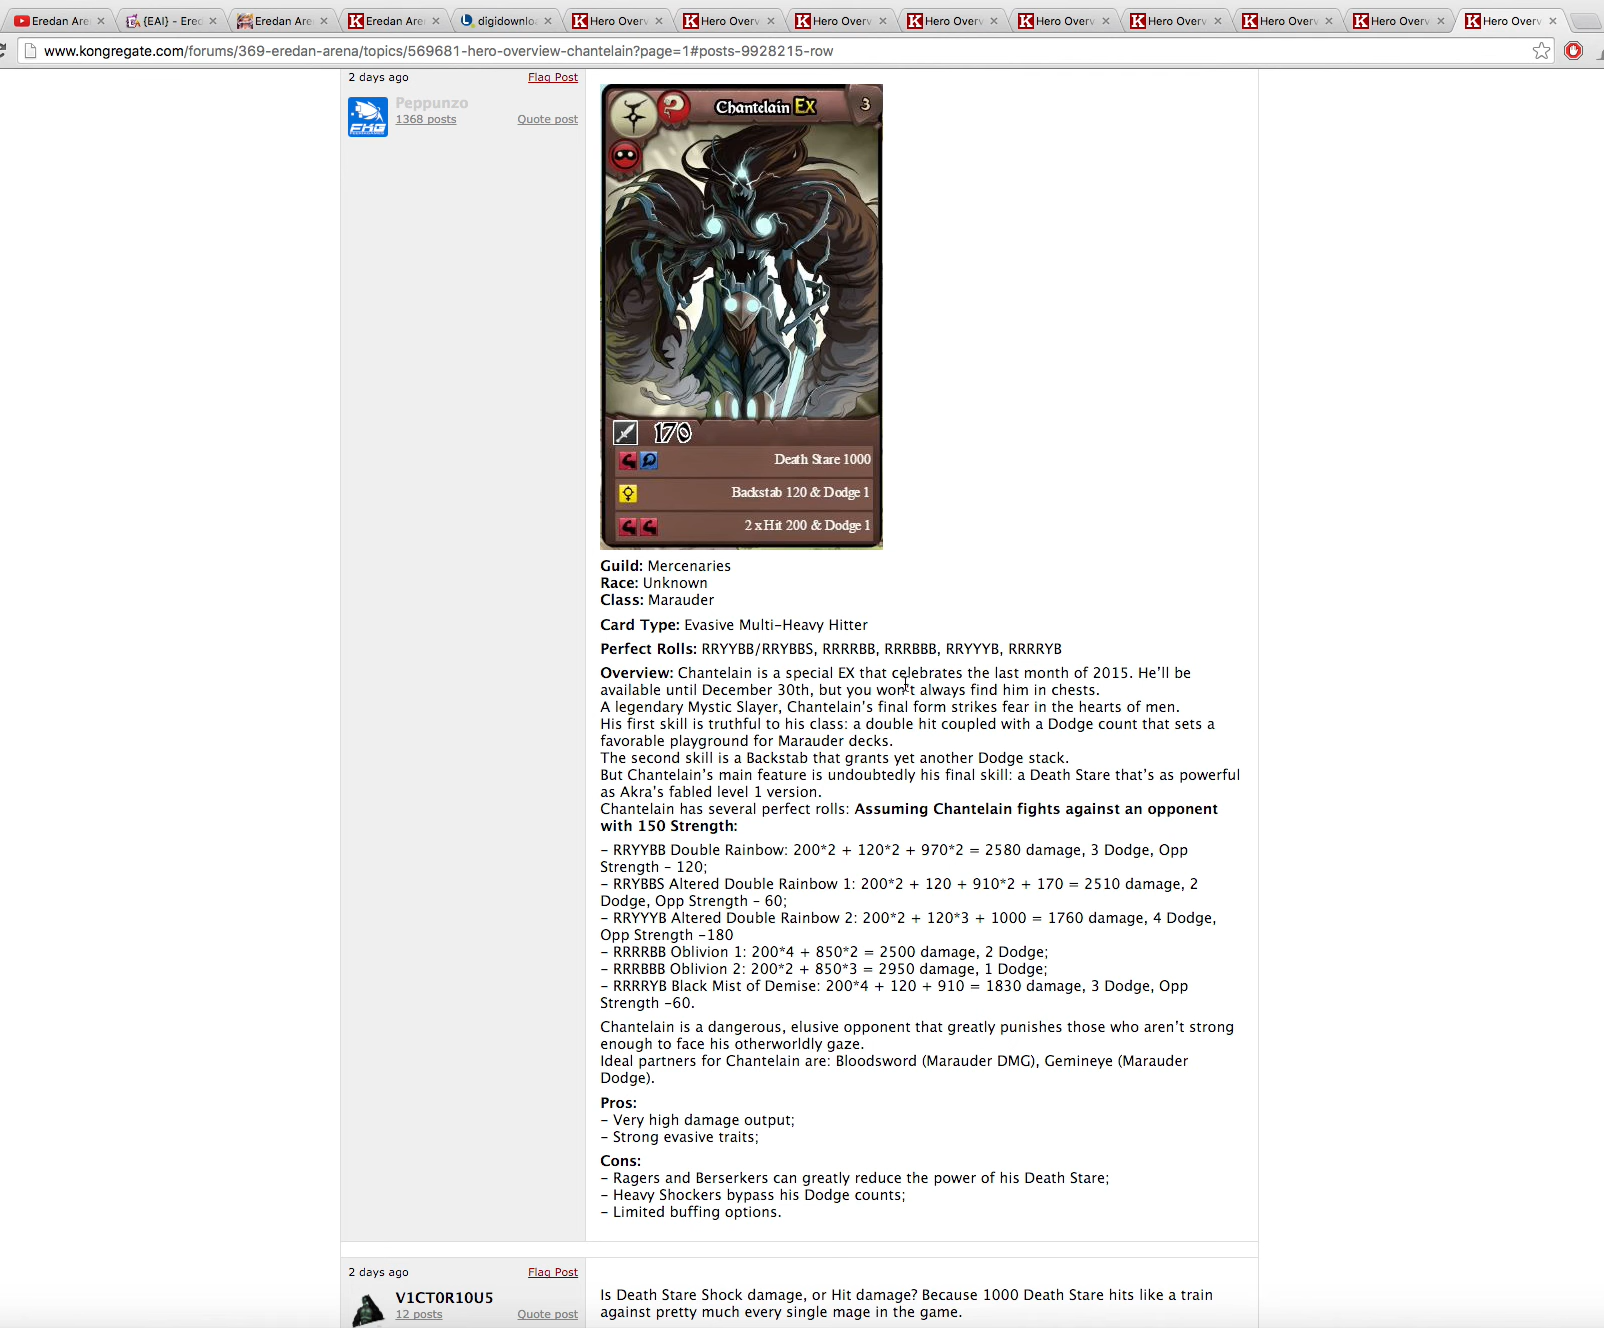 Eredan Are
{EAI} - Ered
Eredan Are
Eredan Are
digidownlo
Hero Overv
Hero Overv
Hero Overv
Hero Overv
Hero Overv
Hero Overv
Hero Overv
Hero Overv
Hero Overv
www.kongregate.com/forums/369-eredan-arena/topics/569681-hero-overview-chantelain?page=1#posts-9928215-row
2 days ago
Flag Post
Peppunzo
1368 posts
Quote post
FKG
Chantelain EX
3
170
Death Stare 1000
Backstab 120 & Dodge 1
2 x Hit 200 & Dodge 1
Guild: Mercenaries
Race: Unknown
Class: Marauder
Card Type: Evasive Multi-Heavy Hitter
Perfect Rolls: RRYYBB/RRYBBS, RRRRBB, RRRBBB, RRYYYB, RRRRYB
Overview: Chantelain is a special EX that celebrates the last month of 2015. He'll be
available until December 30th, but you won't always find him in chests.
A legendary Mystic Slayer, Chantelain's final form strikes fear in the hearts of men.
His first skill is truthful to his class: a double hit coupled with a Dodge count that sets a
favorable playground for Marauder decks.
The second skill is a Backstab that grants yet another Dodge stack.
But Chantelain's main feature is undoubtedly his final skill: a Death Stare that's as powerful
as Akra's fabled level 1 version.
Chantelain has several perfect rolls: Assuming Chantelain fights against an opponent
with 150 Strength:
– RRYYBB Double Rainbow: 200*2 + 120*2 + 970*2 = 2580 damage, 3 Dodge, Opp
Strength – 120;
– RRYBBS Altered Double Rainbow 1: 200*2 + 120 + 910*2 + 170 = 2510 damage, 2
Dodge, Opp Strength – 60;
– RRYYYB Altered Double Rainbow 2: 200*2 + 120*3 + 1000 = 1760 damage, 4 Dodge,
Opp Strength –180
– RRRRBB Oblivion 1: 200*4 + 850*2 = 2500 damage, 2 Dodge;
– RRRBBB Oblivion 2: 200*2 + 850*3 = 2950 damage, 1 Dodge;
– RRRRYB Black Mist of Demise: 200*4 + 120 + 910 = 1830 damage, 3 Dodge, Opp
Strength –60.
Chantelain is a dangerous, elusive opponent that greatly punishes those who aren't strong
enough to face his otherworldly gaze.
Ideal partners for Chantelain are: Bloodsword (Marauder DMG), Gemineye (Marauder
Dodge).
Pros:
– Very high damage output;
– Strong evasive traits;
Cons:
– Ragers and Berserkers can greatly reduce the power of his Death Stare;
– Heavy Shockers bypass his Dodge counts;
– Limited buffing options.
2 days ago
Flag Post
V1CT0R10U5
12 posts
Quote post
Is Death Stare Shock damage, or Hit damage? Because 1000 Death Stare hits like a train
against pretty much every single mage in the game.